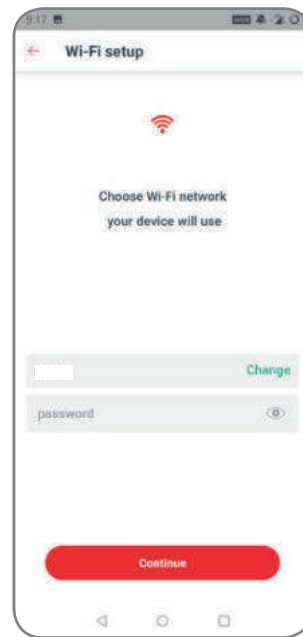 9:17
Wi-Fi setup
Choose Wi-Fi network
your device will use
Change
password
Continue